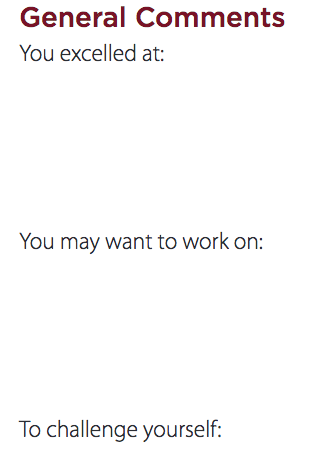 General Comments
You excelled at:
You may want to work on:
To challenge yourself: